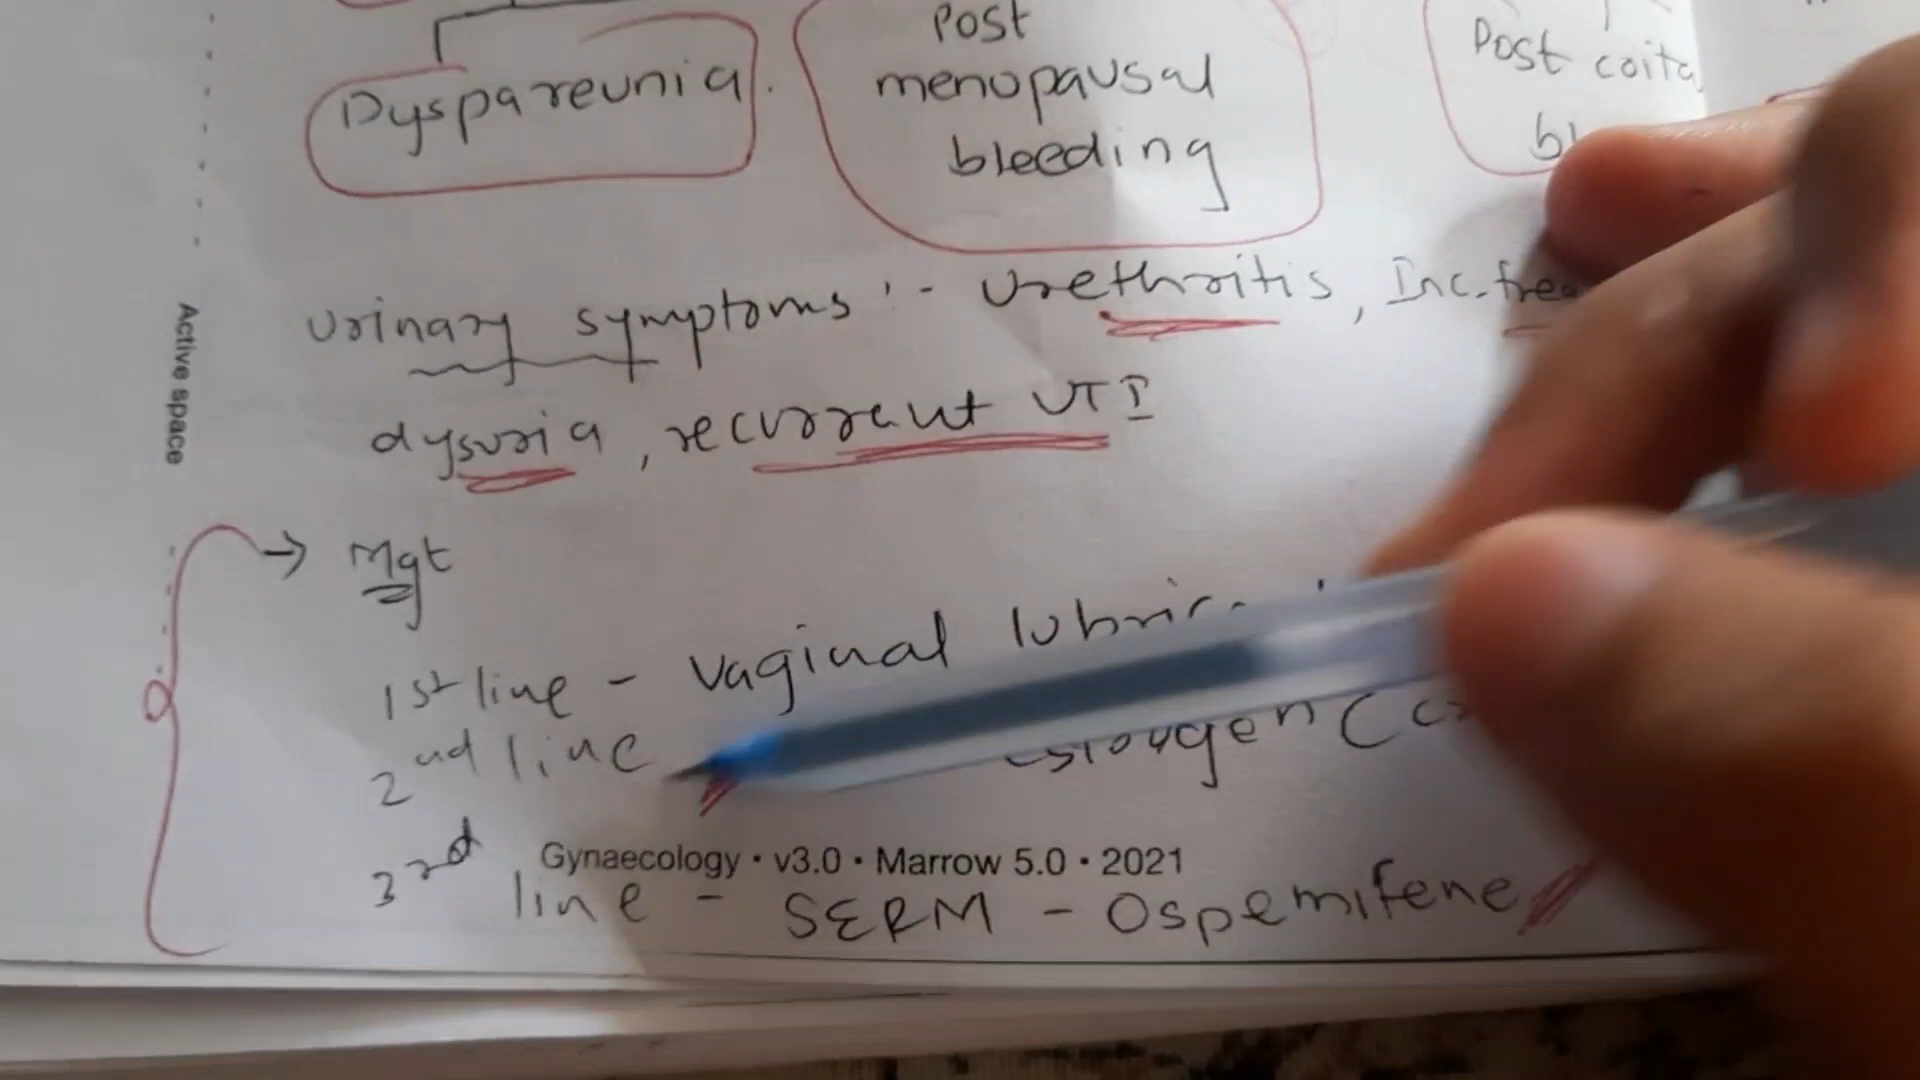 Dyspareunia.
Post
menopausal
bleeding
Post
urinary symptoms :- Urethritis, Inc.
dysuria, recurrent UTI
Active space
→ Mgt
1st line - vaginal
2nd line
3rd line - SERM - Ospemifene
Gynaecology • v3.0 • Marrow 5.0 • 2021